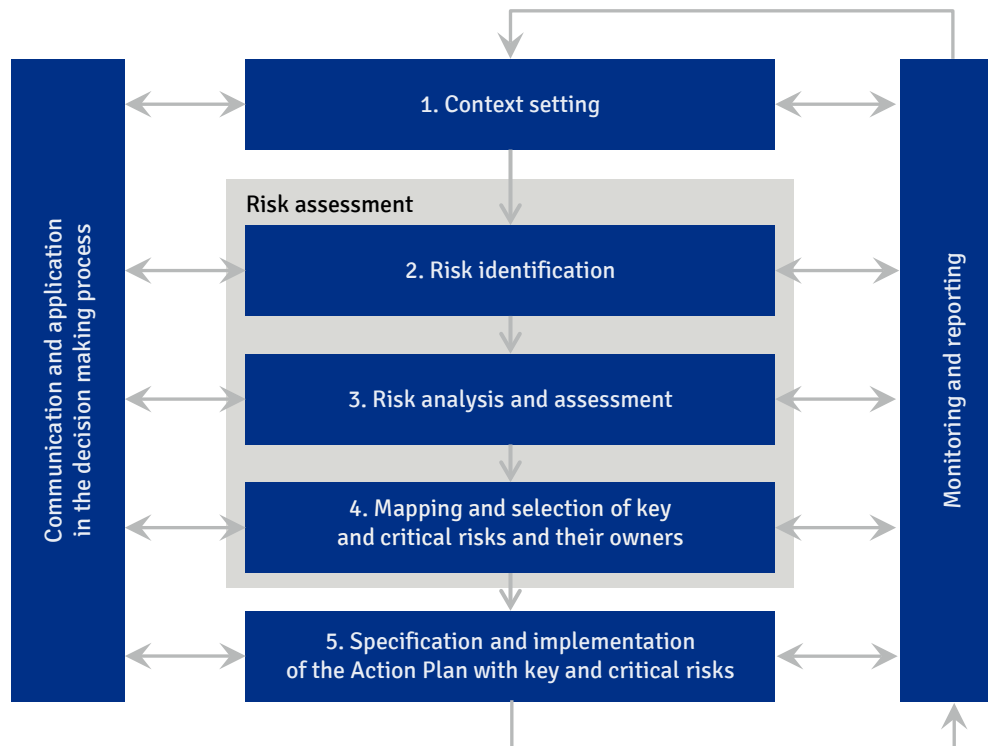 1. Context setting
Risk assessment
2. Risk identification
3. Risk analysis and assessment
4. Mapping and selection of key
and critical risks and their owners
5. Specification and implementation
of the Action Plan with key and critical risks
Communication and application
in the decision making process
Monitoring and reporting